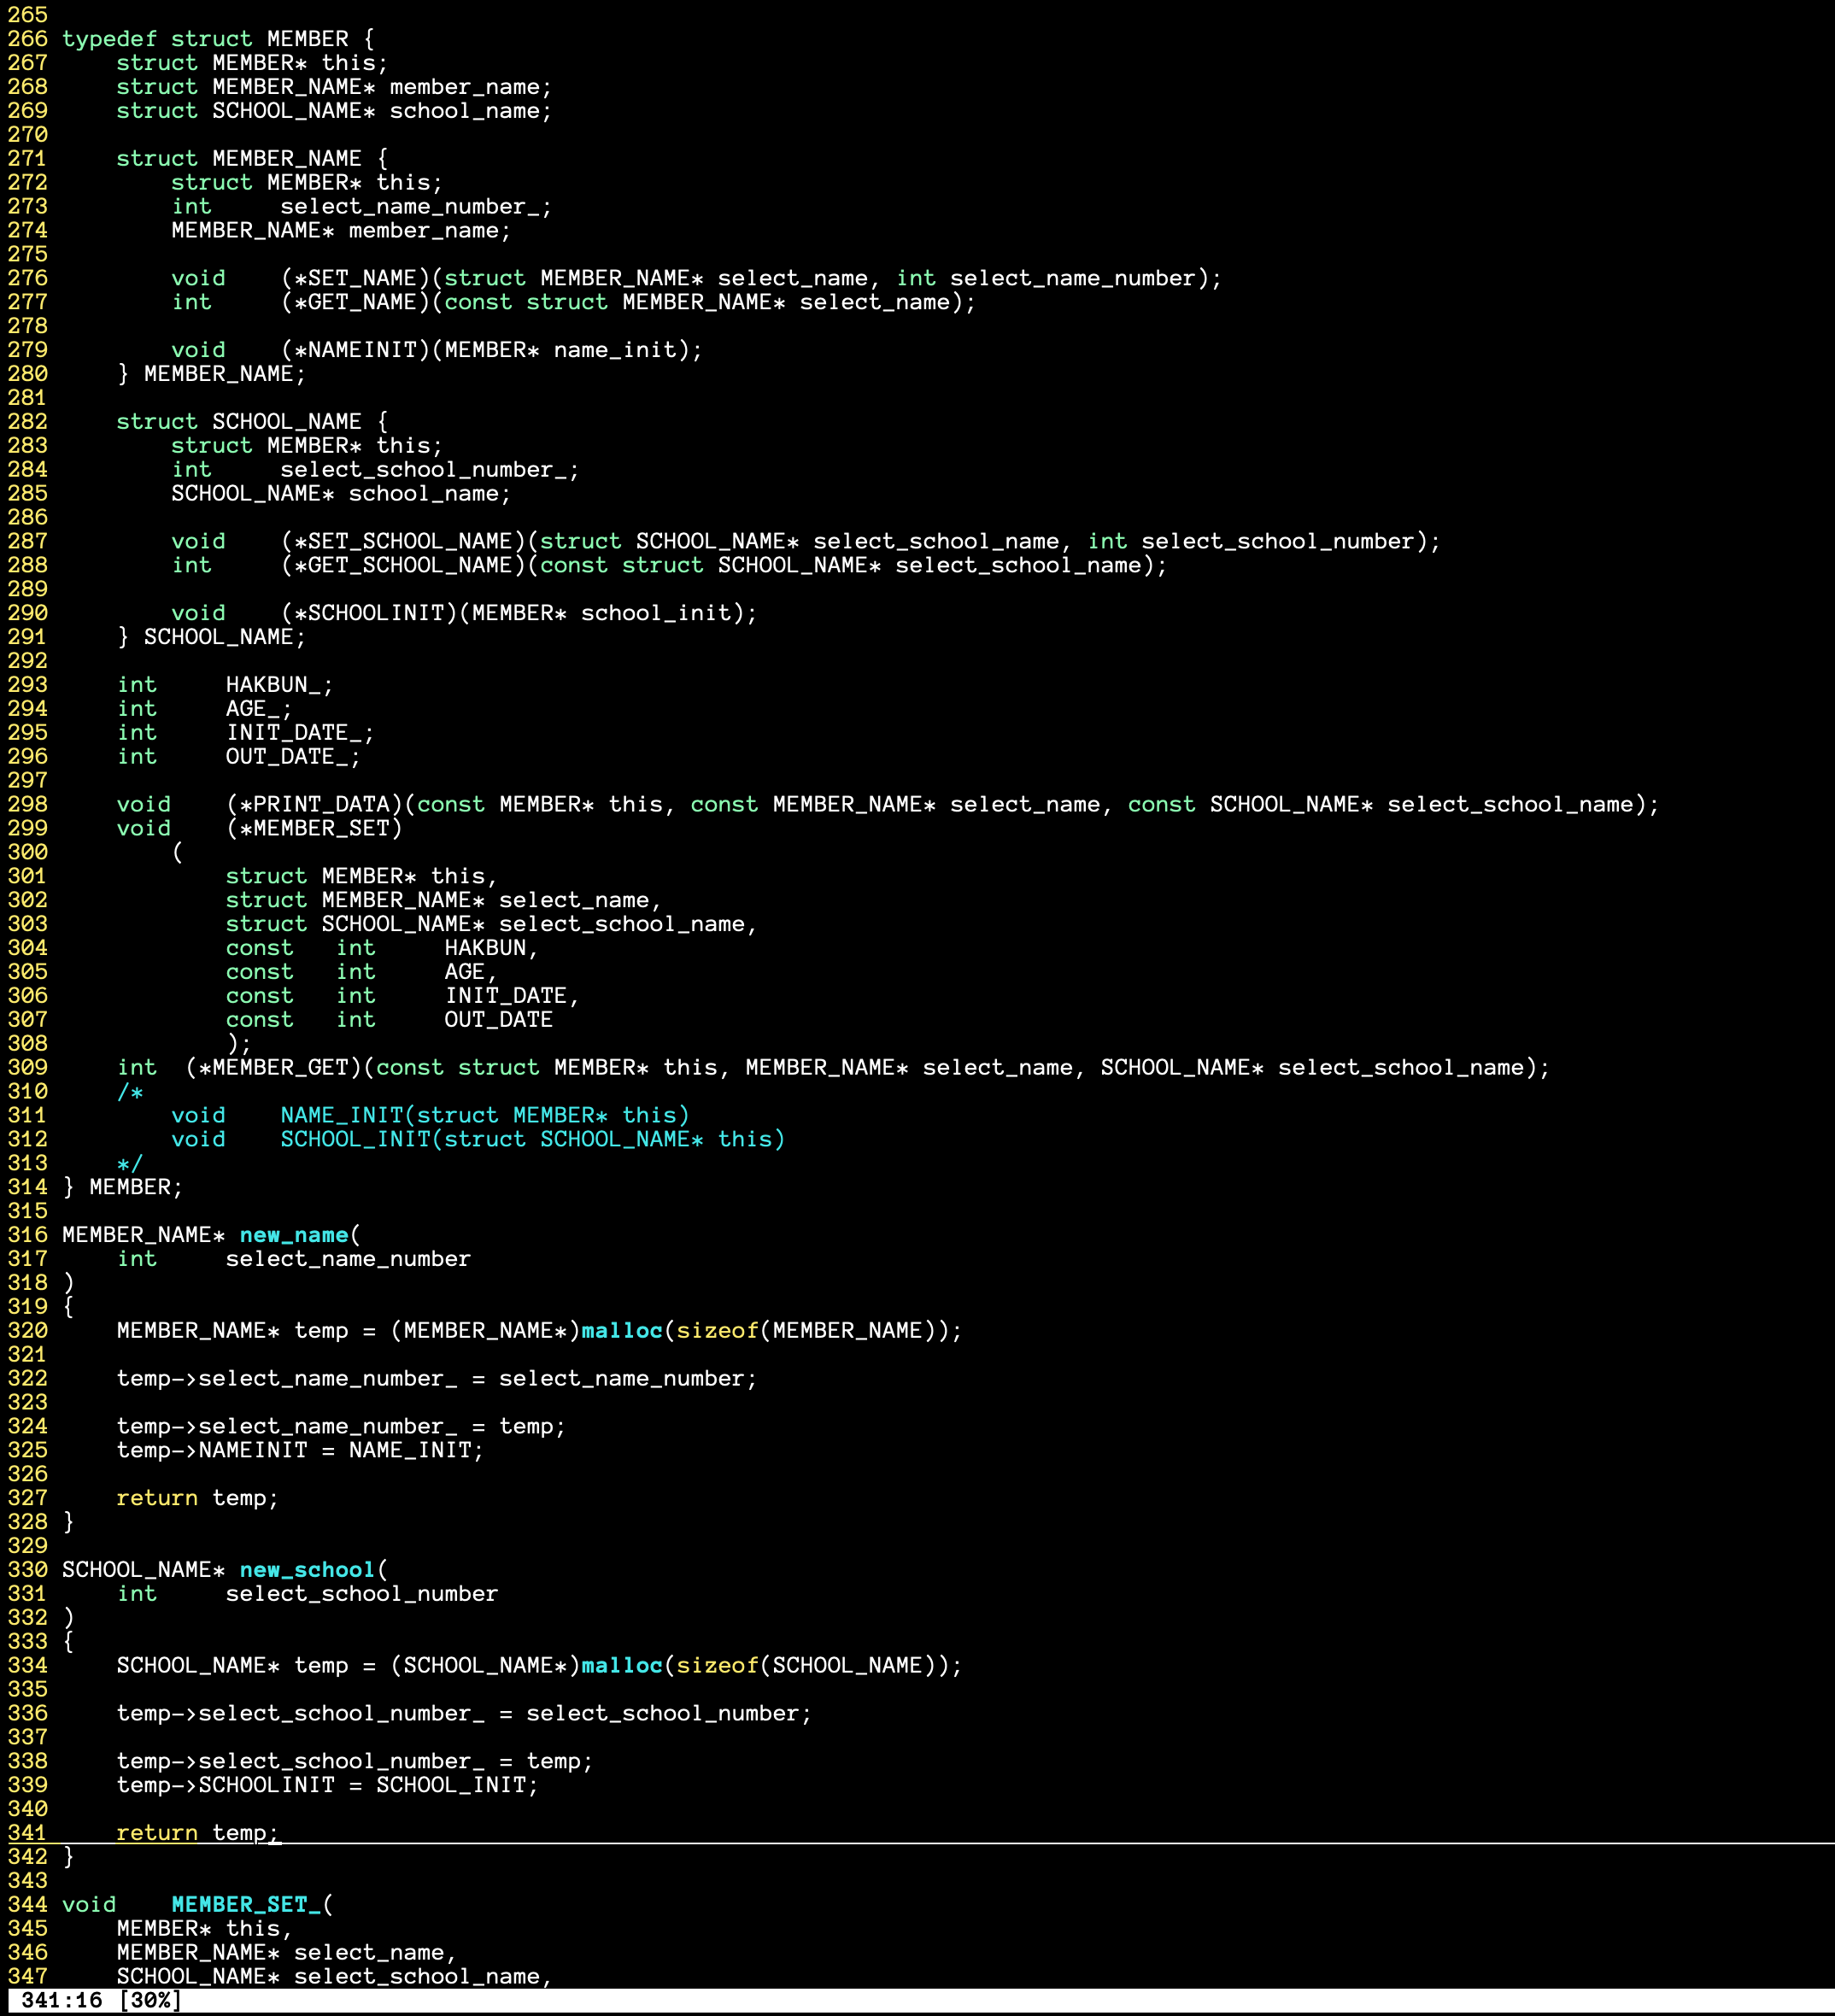 265
266 typedef struct MEMBER {
267     struct MEMBER* this;
268     struct MEMBER_NAME* member_name;
269     struct SCHOOL_NAME* school_name;
270
271     struct MEMBER_NAME {
272         struct MEMBER* this;
273         int     select_name_number_;
274         MEMBER_NAME* member_name;
275
276         void    (*SET_NAME)(struct MEMBER_NAME* select_name, int select_name_number);
277         int     (*GET_NAME)(const struct MEMBER_NAME* select_name);
278
279         void    (*NAMEINIT)(MEMBER* name_init);
280     } MEMBER_NAME;
281
282     struct SCHOOL_NAME {
283         struct MEMBER* this;
284         int     select_school_number_;
285         SCHOOL_NAME* school_name;
286
287         void    (*SET_SCHOOL_NAME)(struct SCHOOL_NAME* select_school_name, int select_school_number);
288         int     (*GET_SCHOOL_NAME)(const struct SCHOOL_NAME* select_school_name);
289
290         void    (*SCHOOLINIT)(MEMBER* school_init);
291     } SCHOOL_NAME;
292
293     int     HAKBUN_;
294     int     AGE_;
295     int     INIT_DATE_;
296     int     OUT_DATE_;
297
298     void    (*PRINT_DATA)(const MEMBER* this, const MEMBER_NAME* select_name, const SCHOOL_NAME* select_school_name);
299     void    (*MEMBER_SET)
300         (
301             struct MEMBER* this,
302             struct MEMBER_NAME* select_name,
303             struct SCHOOL_NAME* select_school_name,
304             const   int     HAKBUN,
305             const   int     AGE,
306             const   int     INIT_DATE,
307             const   int     OUT_DATE
308             );
309     int  (*MEMBER_GET)(const struct MEMBER* this, MEMBER_NAME* select_name, SCHOOL_NAME* select_school_name);
310     /*
311         void    NAME_INIT(struct MEMBER* this)
312         void    SCHOOL_INIT(struct SCHOOL_NAME* this)
313     */
314 } MEMBER;
315
316 MEMBER_NAME* new_name(
317     int     select_name_number
318 )
319 {
320     MEMBER_NAME* temp = (MEMBER_NAME*)malloc(sizeof(MEMBER_NAME));
321
322     temp->select_name_number_ = select_name_number;
323
324     temp->select_name_number_ = temp;
325     temp->NAMEINIT = NAME_INIT;
326
327     return temp;
328 }
329
330 SCHOOL_NAME* new_school(
331     int     select_school_number
332 )
333 {
334     SCHOOL_NAME* temp = (SCHOOL_NAME*)malloc(sizeof(SCHOOL_NAME));
335
336     temp->select_school_number_ = select_school_number;
337
338     temp->select_school_number_ = temp;
339     temp->SCHOOLINIT = SCHOOL_INIT;
340
341     return temp;
342 }
343
344 void    MEMBER_SET_(
345     MEMBER* this,
346     MEMBER_NAME* select_name,
347     SCHOOL_NAME* select_school_name,
341:16 [30%]